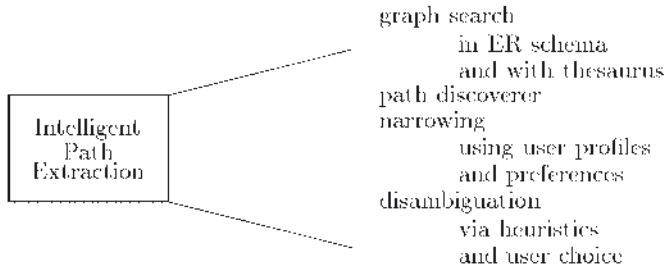 Intelligent
Path
Extraction
graph search
in ER schema
and with thesaurus
path discoverer
narrowing
using user profiles
and preferences
disambiguation
via heuristics
and user choice